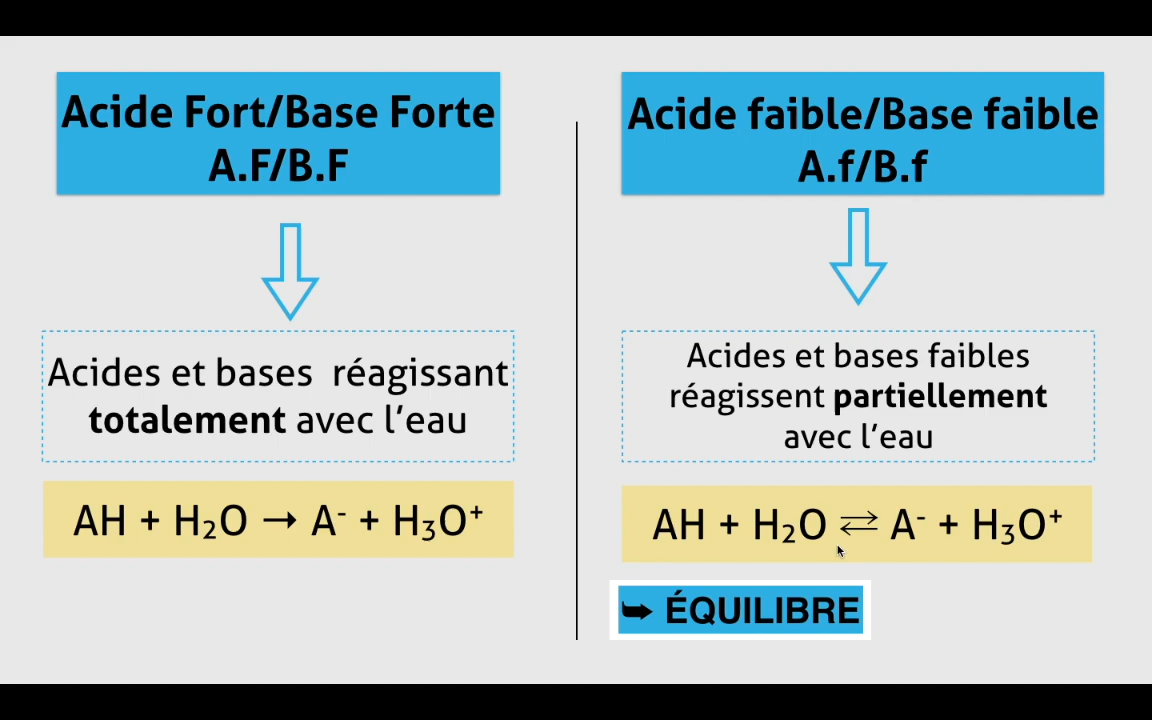 Acide Fort/Base Forte
A.F/B.F
Acides et bases réagissant
totalement avec l'eau
AH + H₂O → A⁻ + H₃O⁺
Acide faible/Base faible
A.f/B.f
Acides et bases faibles
réagissent partiellement
avec l'eau
AH + H₂O ⇄ A⁻ + H₃O⁺
➥ ÉQUILIBRE